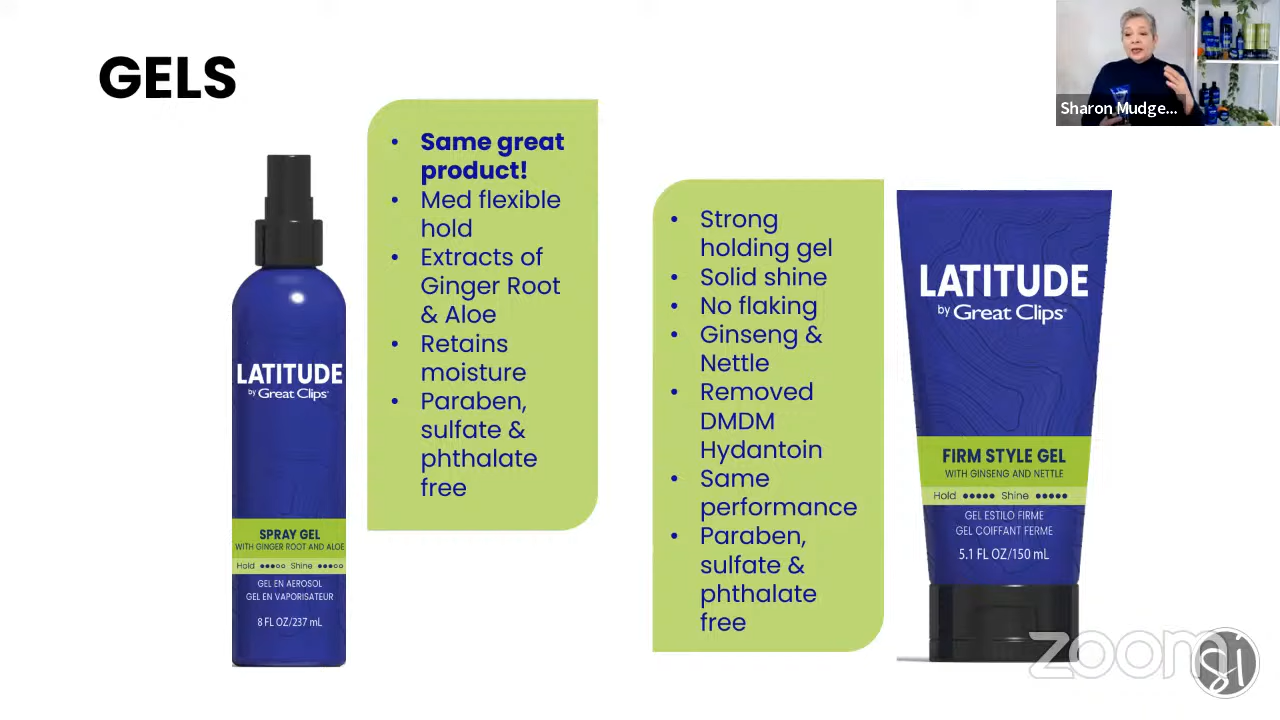 GELS
Sharon Mudge...
• Same great
product!
• Med flexible
hold
• Extracts of
Ginger Root
& Aloe
• Retains
moisture
• Paraben,
sulfate &
phthalate
free
LATITUDE
by Great Clips®
SPRAY GEL
WITH GINGER ROOT AND ALOE
Hold ●●●○○ Shine ●●●○○
GEL EN AEROSOL
GEL EN VAPORISATEUR
8 FL OZ/237 mL
• Strong
holding gel
• Solid shine
• No flaking
• Ginseng &
Nettle
• Removed
DMDM
Hydantoin
• Same
performance
• Paraben,
sulfate &
phthalate
free
LATITUDE
by Great Clips®
FIRM STYLE GEL
WITH GINSENG AND NETTLE
Hold ●●●●● Shine ●●●●●
GEL ESTILO FIRME
GEL COIFFANT FERME
5.1 FL OZ/150 mL
zoom